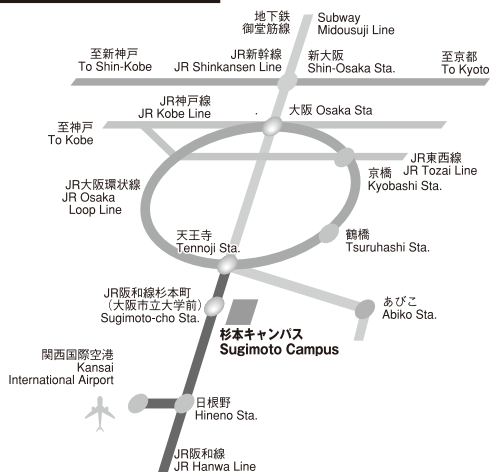 地下鉄
御堂筋線
Subway
Midousuji Line
至新神戸
To Shin-Kobe
JR新幹線
JR Shinkansen Line
新大阪
Shin-Osaka Sta.
至京都
To Kyoto
JR神戸線
JR Kobe Line
大阪 Osaka Sta
至神戸
To Kobe
JR東西線
JR Tozai Line
京橋
Kyobashi Sta.
JR大阪環状線
JR Osaka
Loop Line
天王寺
Tennoji Sta.
鶴橋
Tsuruhashi Sta.
JR阪和線杉本町
(大阪市立大学前)
Sugimoto-cho Sta.
あびこ
Abiko Sta.
杉本キャンパス
Sugimoto Campus
関西国際空港
Kansai
International Airport
日根野
Hineno Sta.
JR阪和線
JR Hanwa Line